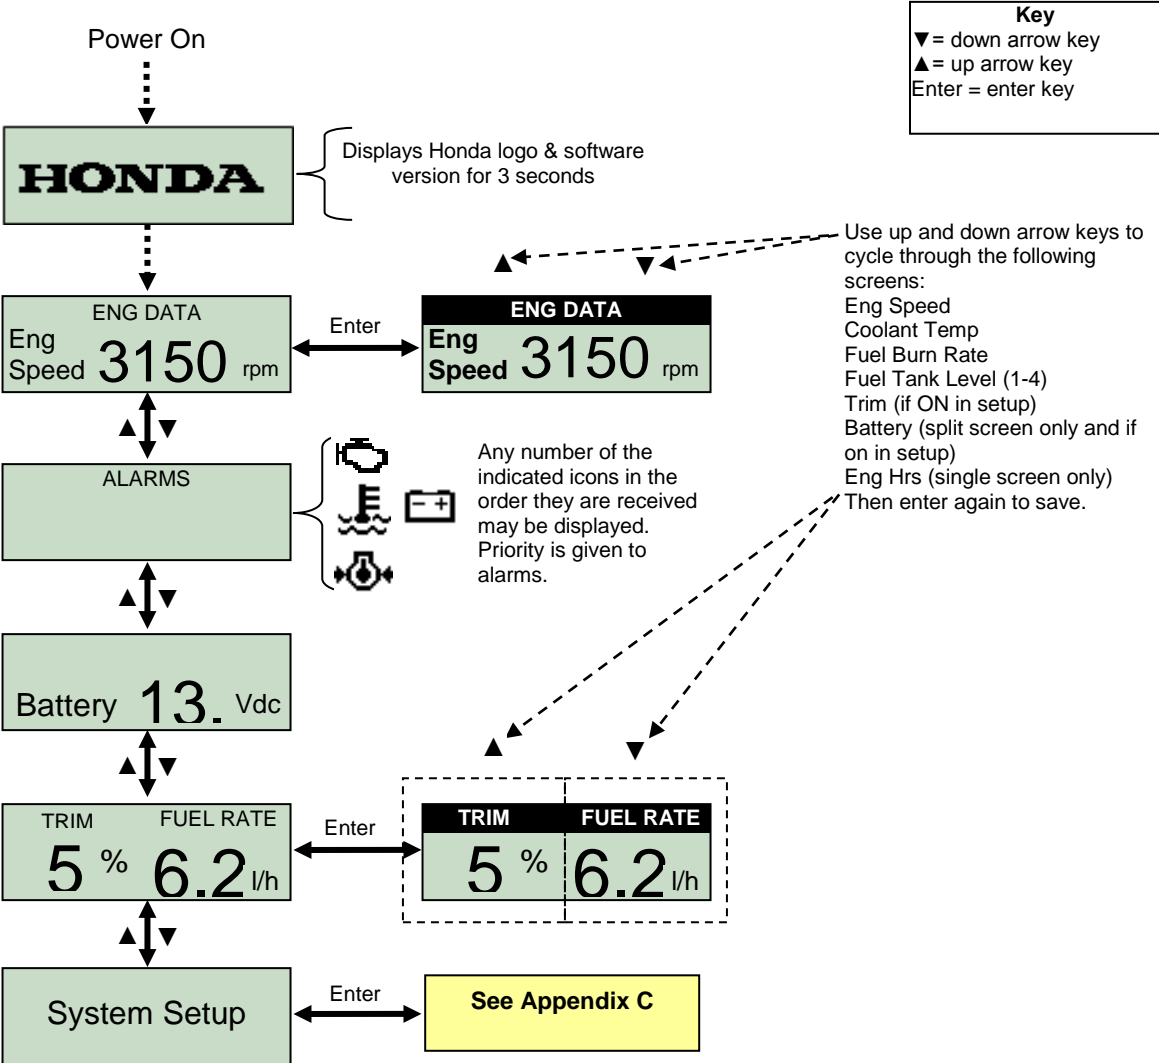 Power On
Key
▼= down arrow key
▲= up arrow key
Enter = enter key
HONDA
Displays Honda logo & software
version for 3 seconds
Use up and down arrow keys to
cycle through the following
screens:
Eng Speed
Coolant Temp
Fuel Burn Rate
Fuel Tank Level (1-4)
Trim (if ON in setup)
Battery (split screen only and if
on in setup)
Eng Hrs (single screen only)
Then enter again to save.
▲ ▼
ENG DATA
Eng
Speed 3150 rpm
Enter
ENG DATA
Eng
Speed 3150 rpm
▲ ▼
ALARMS
Any number of the
indicated icons in the
order they are received
may be displayed.
Priority is given to
alarms.
▲ ▼
Battery 13. Vdc
▲ ▼
▲ ▼
TRIM FUEL RATE
5 % 6.2 l/h
Enter
TRIM FUEL RATE
5 % 6.2 l/h
▲ ▼
System Setup
Enter
See Appendix C